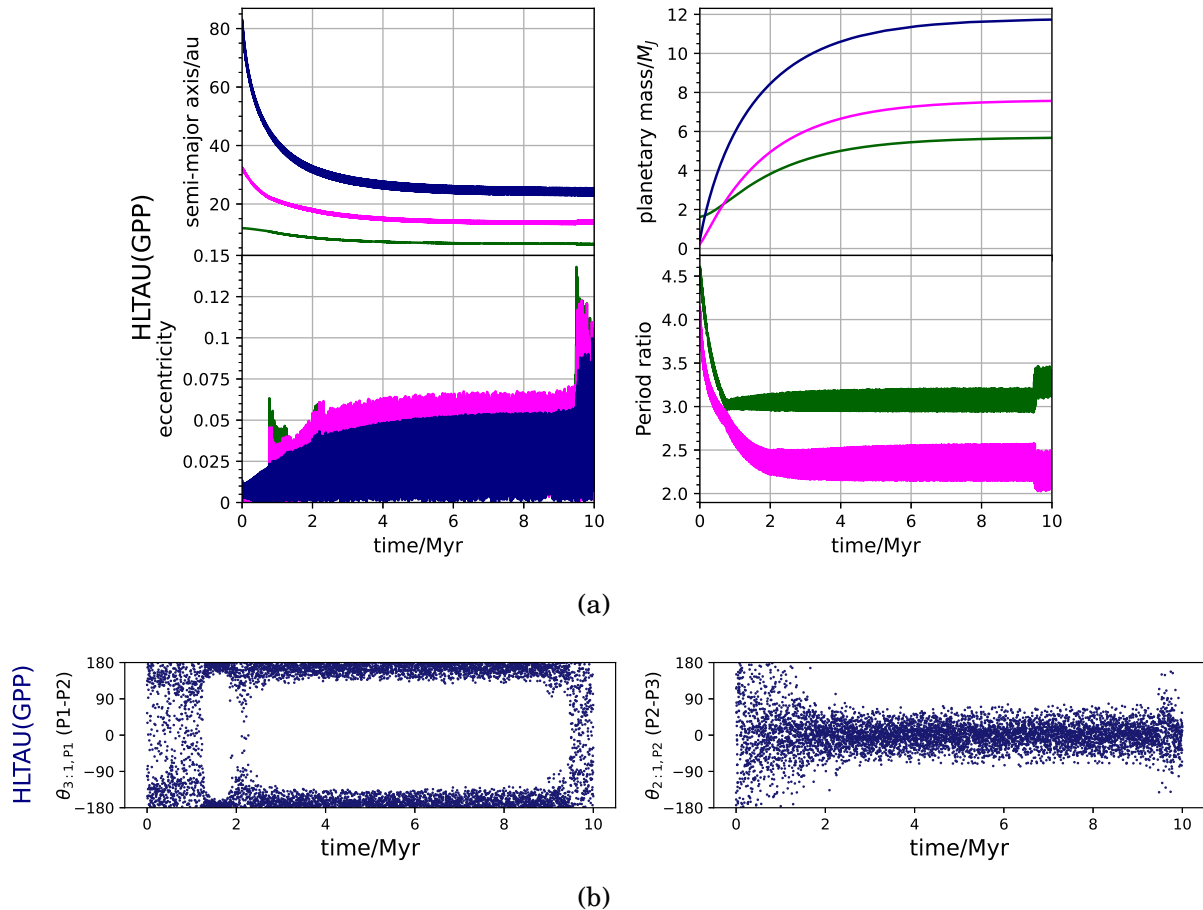 HLTAU(GPP)
semi-major axis/au
80
60
40
20
planetary mass/M_J
12
10
8
6
4
2
0
eccentricity
0.15
0.12
0.1
0.075
0.05
0.025
0
0 2 4 6 8 10
time/Myr
Period ratio
4.5
4.0
3.5
3.0
2.5
2.0
0 2 4 6 8 10
time/Myr
(a)
HLTAU(GPP)
θ3:1,P1 (P1-P2)
180
90
0
−90
−180
0 2 4 6 8 10
time/Myr
θ2:1,P2 (P2-P3)
180
90
0
−90
−180
0 2 4 6 8 10
time/Myr
(b)